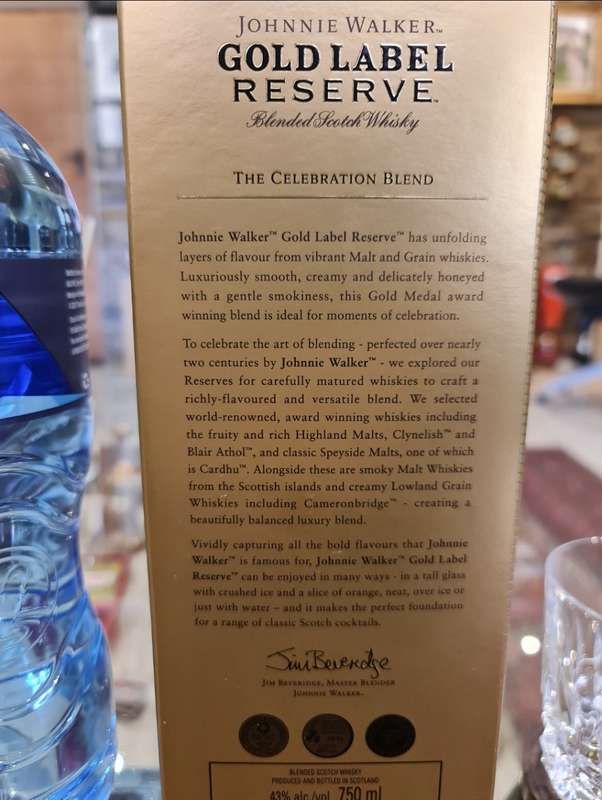 JOHNNIE WALKER™
GOLD LABEL
RESERVE™
Blended Scotch Whisky
THE CELEBRATION BLEND
Johnnie Walker™ Gold Label Reserve™ has unfolding
layers of flavour from vibrant Malt and Grain whiskies.
Luxuriously smooth, creamy and delicately honeyed
with a gentle smokiness, this Gold Medal award
winning blend is ideal for moments of celebration.
To celebrate the art of blending - perfected over nearly
two centuries by Johnnie Walker™ - we explored our
Reserves for carefully matured whiskies to craft a
richly-flavoured and versatile blend. We selected
world-renowned, award winning whiskies including
the fruity and rich Highland Malts, Clynelish™ and
Blair Athol™, and classic Speyside Malts, one of which
is Cardhu™. Alongside these are smoky Malt Whiskies
from the Scottish islands and creamy Lowland Grain
Whiskies including Cameronbridge™ - creating a
beautifully balanced luxury blend.
Vividly capturing all the bold flavours that Johnnie
Walker™ is famous for, Johnnie Walker™ Gold Label
Reserve™ can be enjoyed in many ways - in a tall glass
with crushed ice and a slice of orange, neat, over ice or
just with water – and it makes the perfect foundation
for a range of classic Scotch cocktails.
Jim Beveridge
JIM BEVERIDGE, MASTER BLENDER
JOHNNIE WALKER™
BLENDED SCOTCH WHISKY
PRODUCED AND BOTTLED IN SCOTLAND
43% alc./vol. 750 ml